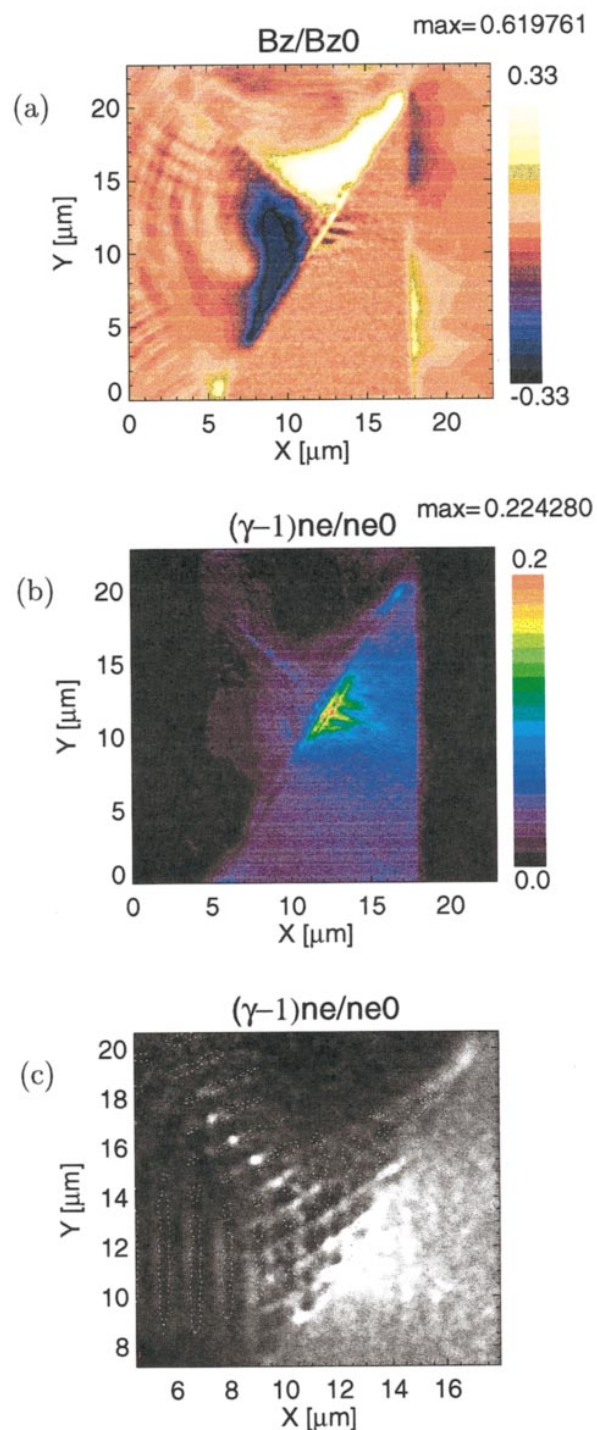 Bz/Bz0
max=0.619761
(a)
0.33
20
15
10
5
0
Y [μm]
-0.33
0 5 10 15 20
X [μm]
(γ−1)ne/ne0
max=0.224280
(b)
0.2
20
15
10
5
0
Y [μm]
0.0
0 5 10 15 20
X [μm]
(γ−1)ne/ne0
(c)
20
18
16
14
12
10
8
Y [μm]
6 8 10 12 14 16
X [μm]